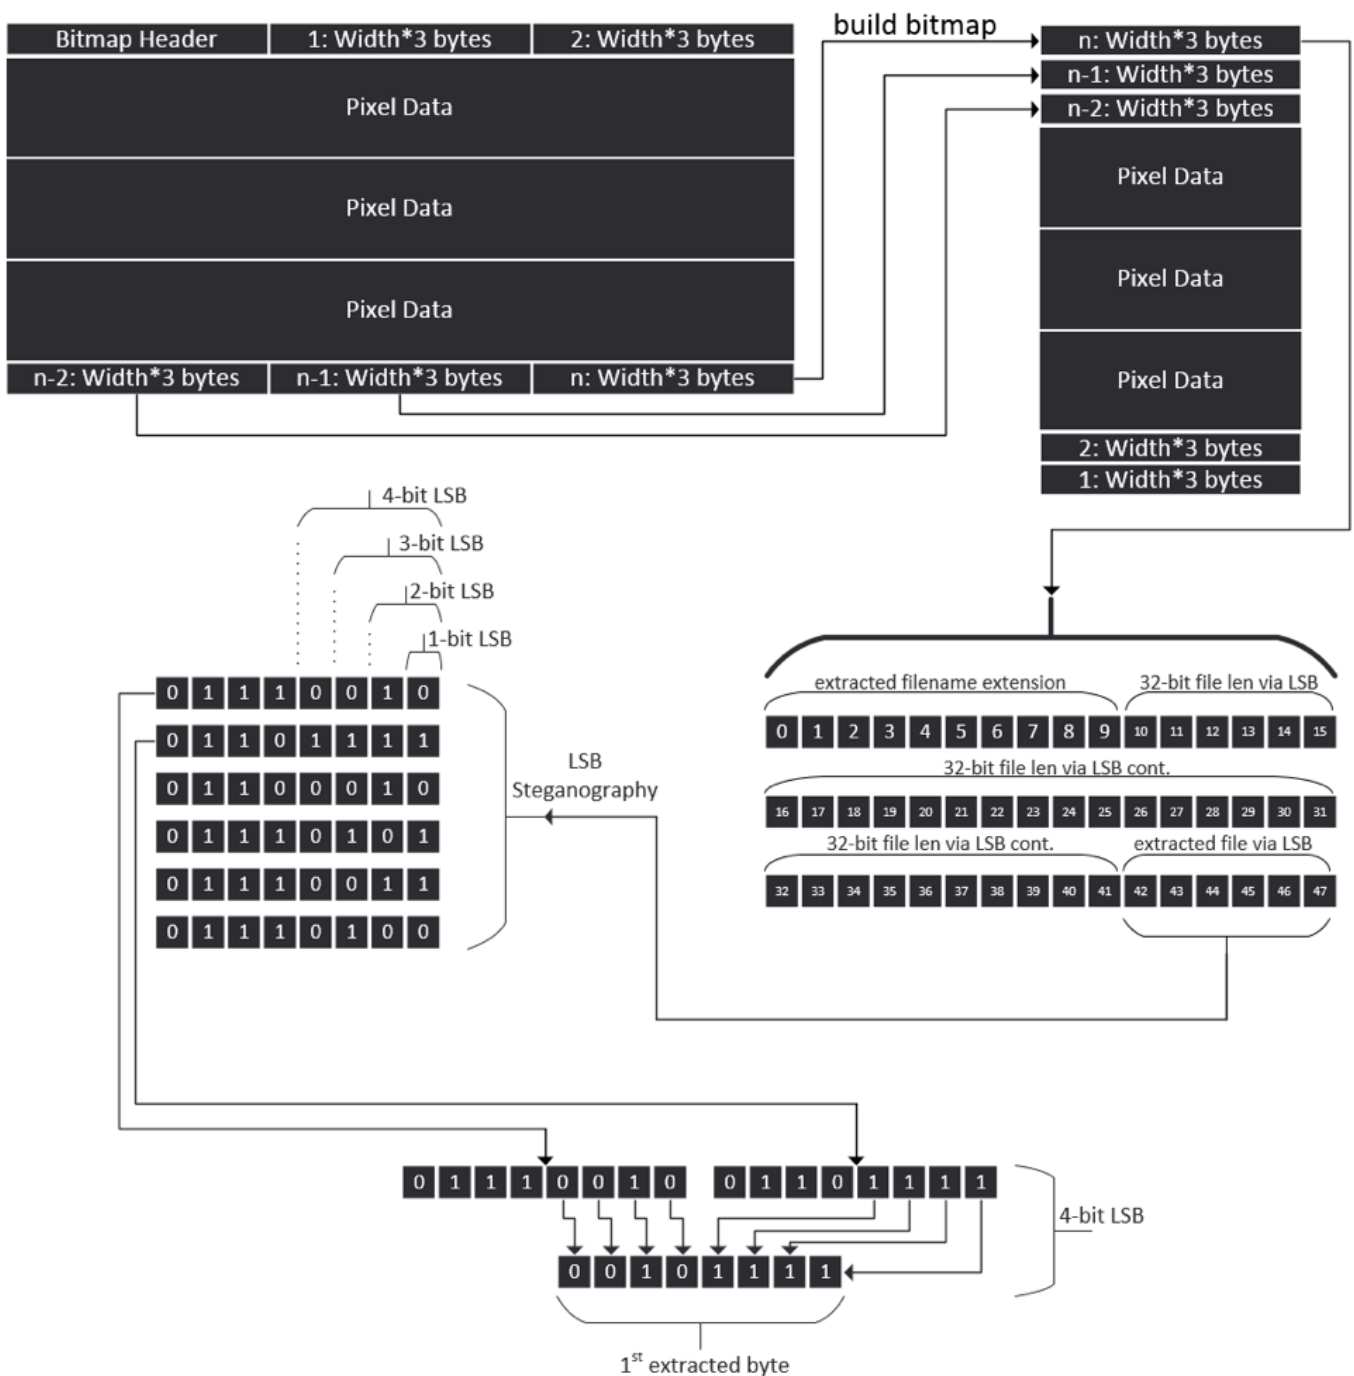 build bitmap
Bitmap Header 1: Width*3 bytes 2: Width*3 bytes
Pixel Data
Pixel Data
Pixel Data
n-2: Width*3 bytes n-1: Width*3 bytes n: Width*3 bytes
n: Width*3 bytes
n-1: Width*3 bytes
n-2: Width*3 bytes
Pixel Data
Pixel Data
Pixel Data
2: Width*3 bytes
1: Width*3 bytes
4-bit LSB
3-bit LSB
2-bit LSB
1-bit LSB
0 1 1 1 0 0 1 0
0 1 1 0 1 1 1 1
0 1 1 0 0 0 1 0
0 1 1 1 0 1 0 1
0 1 1 1 0 0 1 1
0 1 1 1 0 1 0 0
LSB
Steganography
extracted filename extension 32-bit file len via LSB
0 1 2 3 4 5 6 7 8 9 10 11 12 13 14 15
32-bit file len via LSB cont.
16 17 18 19 20 21 22 23 24 25 26 27 28 29 30 31
32-bit file len via LSB cont. extracted file via LSB
32 33 34 35 36 37 38 39 40 41 42 43 44 45 46 47
0 1 1 1 0 0 1 0 0 1 1 0 1 1 1 1
4-bit LSB
0 0 1 0 1 1 1 1
1st extracted byte